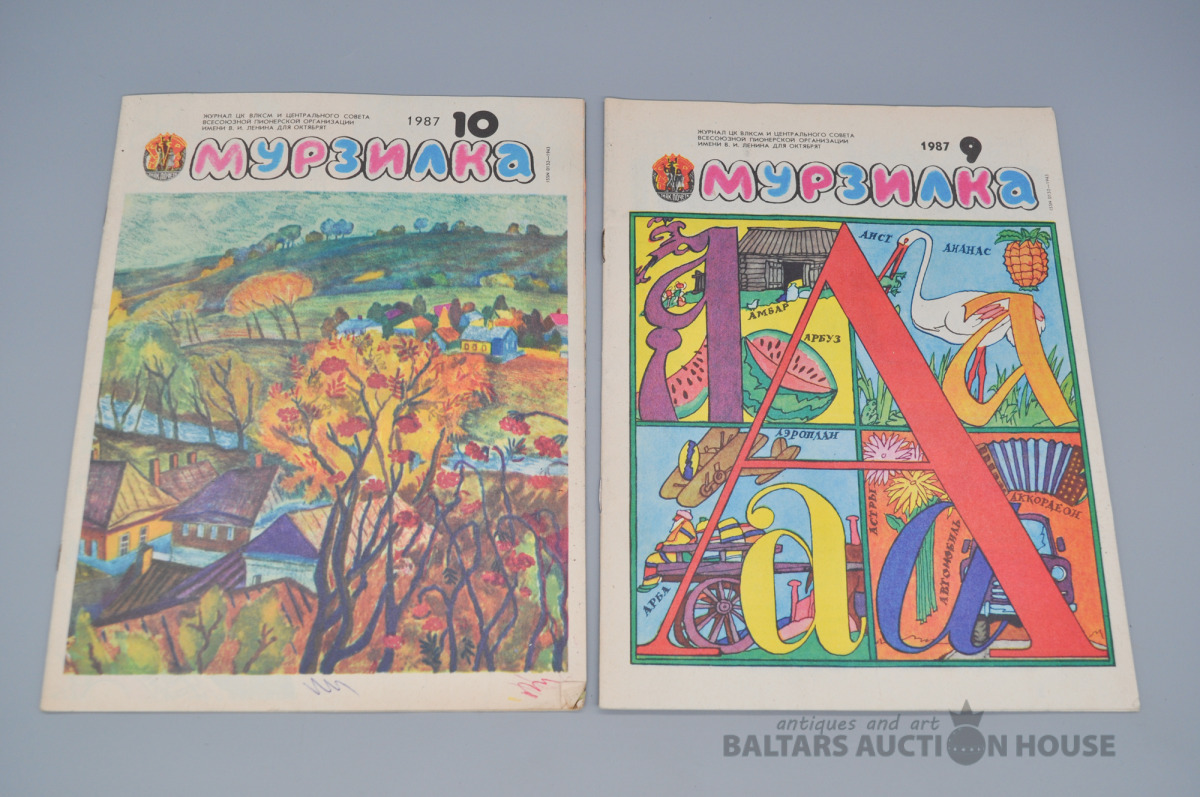 ЖУРНАЛ ЦК ВЛКСМ И ЦЕНТРАЛЬНОГО СОВЕТА
ВСЕСОЮЗНОЙ ПИОНЕРСКОЙ ОРГАНИЗАЦИИ
ИМЕНИ В. И. ЛЕНИНА ДЛЯ ОКТЯБРЯТ
1987 10
МУРЗИЛКА
ЖУРНАЛ ЦК ВЛКСМ И ЦЕНТРАЛЬНОГО СОВЕТА
ВСЕСОЮЗНОЙ ПИОНЕРСКОЙ ОРГАНИЗАЦИИ
ИМЕНИ В. И. ЛЕНИНА ДЛЯ ОКТЯБРЯТ
1987 9
МУРЗИЛКА
А
а
а
а
АИСТ
АНАНАС
АМБАР
АРБУЗ
АЭРОПЛАН
АСТРЫ
АККОРДЕОН
АРБА
АВТОМОБИЛЬ
antiques and art
BALTARS AUCTION HOUSE